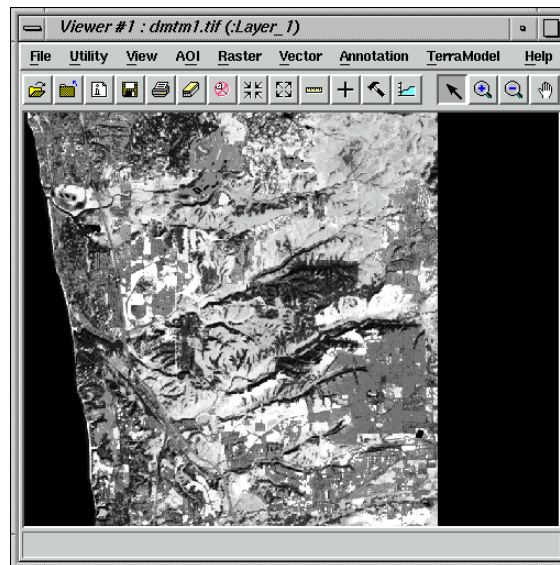 Viewer #1 : dmtm1.tif (:Layer_1)
File Utility View AOI Raster Vector Annotation TerraModel Help